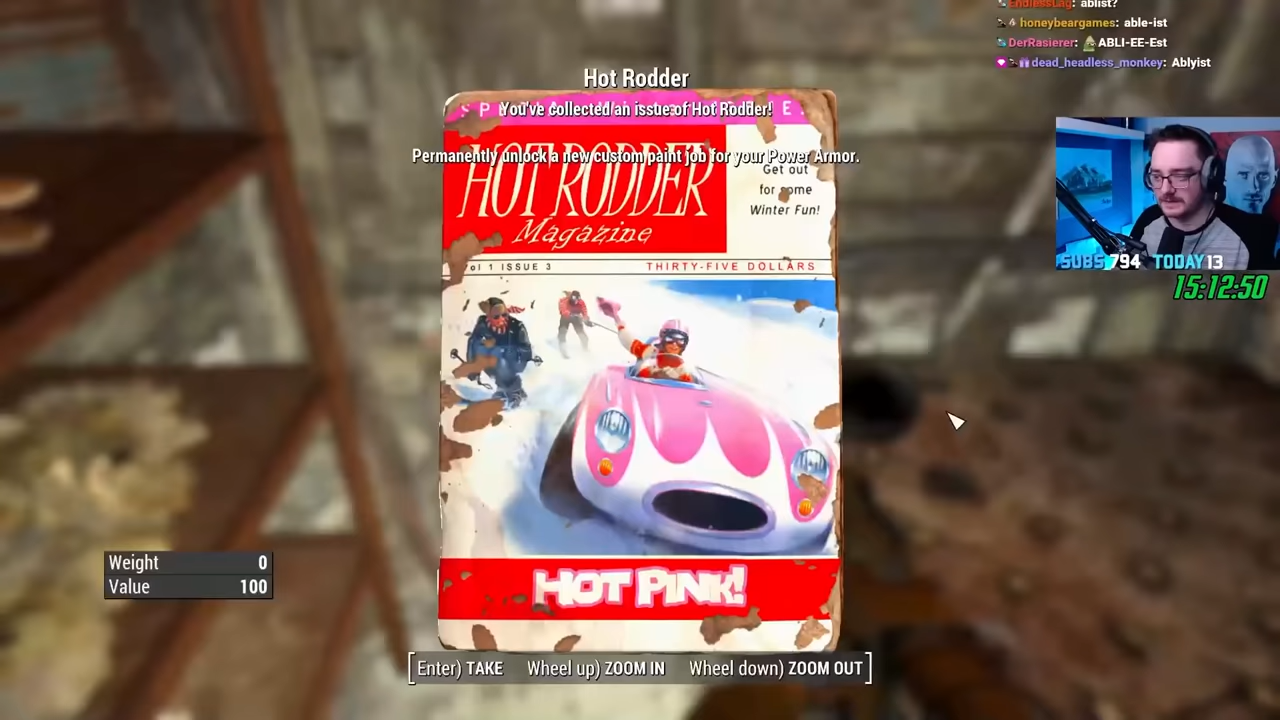 EndlessLag: ablist?
honeybeargames: able-ist
DerRasierer: ABLI-EE-Est
dead_headless_monkey: Ablyist
Hot Rodder
You've collected an issue of Hot Rodder!
Permanently unlock a new custom paint job for your Power Armor.
HOT RODDER
Magazine
Get out
for some
Winter Fun!
ol 1 ISSUE 3
THIRTY-FIVE DOLLARS
SUBS 794 TODAY 13
15:12:50
HOT PINK!
Weight 0
Value 100
Enter) TAKE Wheel up) ZOOM IN Wheel down) ZOOM OUT